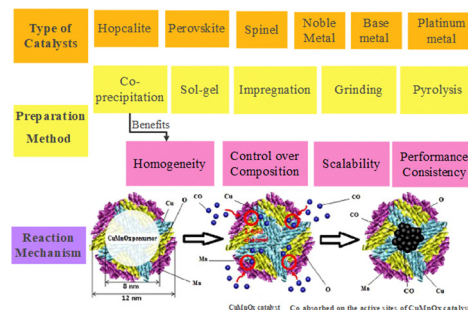 Type of
Catalysts
Hopcalite
Perovskite
Spinel
Noble
Metal
Base
metal
Platinum
metal
Preparation
Method
Co-
precipitation
Sol-gel
Impregnation
Grinding
Pyrolysis
Benefits
Homogeneity
Control over
Composition
Scalability
Performance
Consistency
Reaction
Mechanism
Cu
O
CuMnOx precursor
Mn
8 nm
12 nm
CO
Cu
CO
Mn
O
CuMnOx catalyst
Mn
CO
O
Cu
Co absorbed on the active sites of CuMnOx catalyst